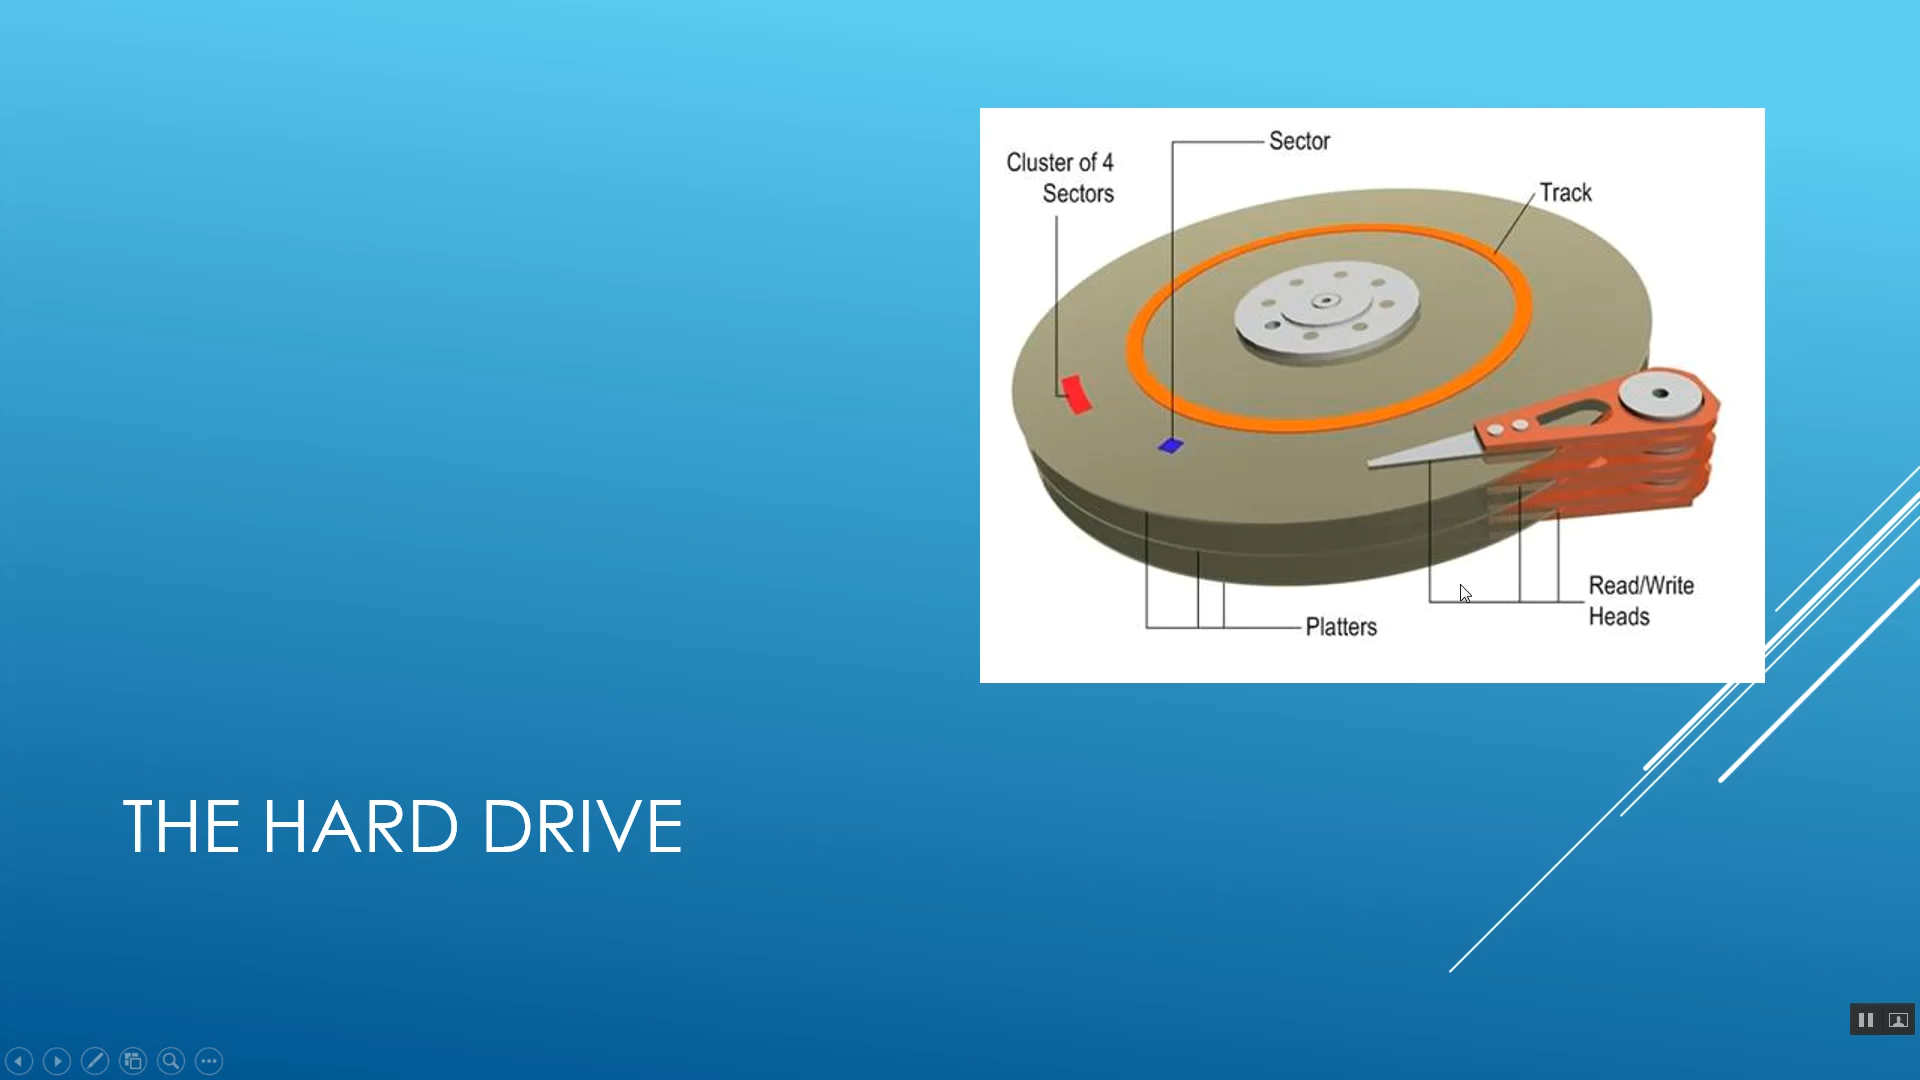 Sector
Cluster of 4
Sectors
Track
Read/Write
Heads
Platters
THE HARD DRIVE